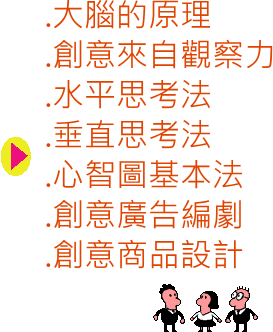 .大腦的原理
.創意來自觀察力
.水平思考法
.垂直思考法
.心智圖基本法
.創意廣告編劇
.創意商品設計